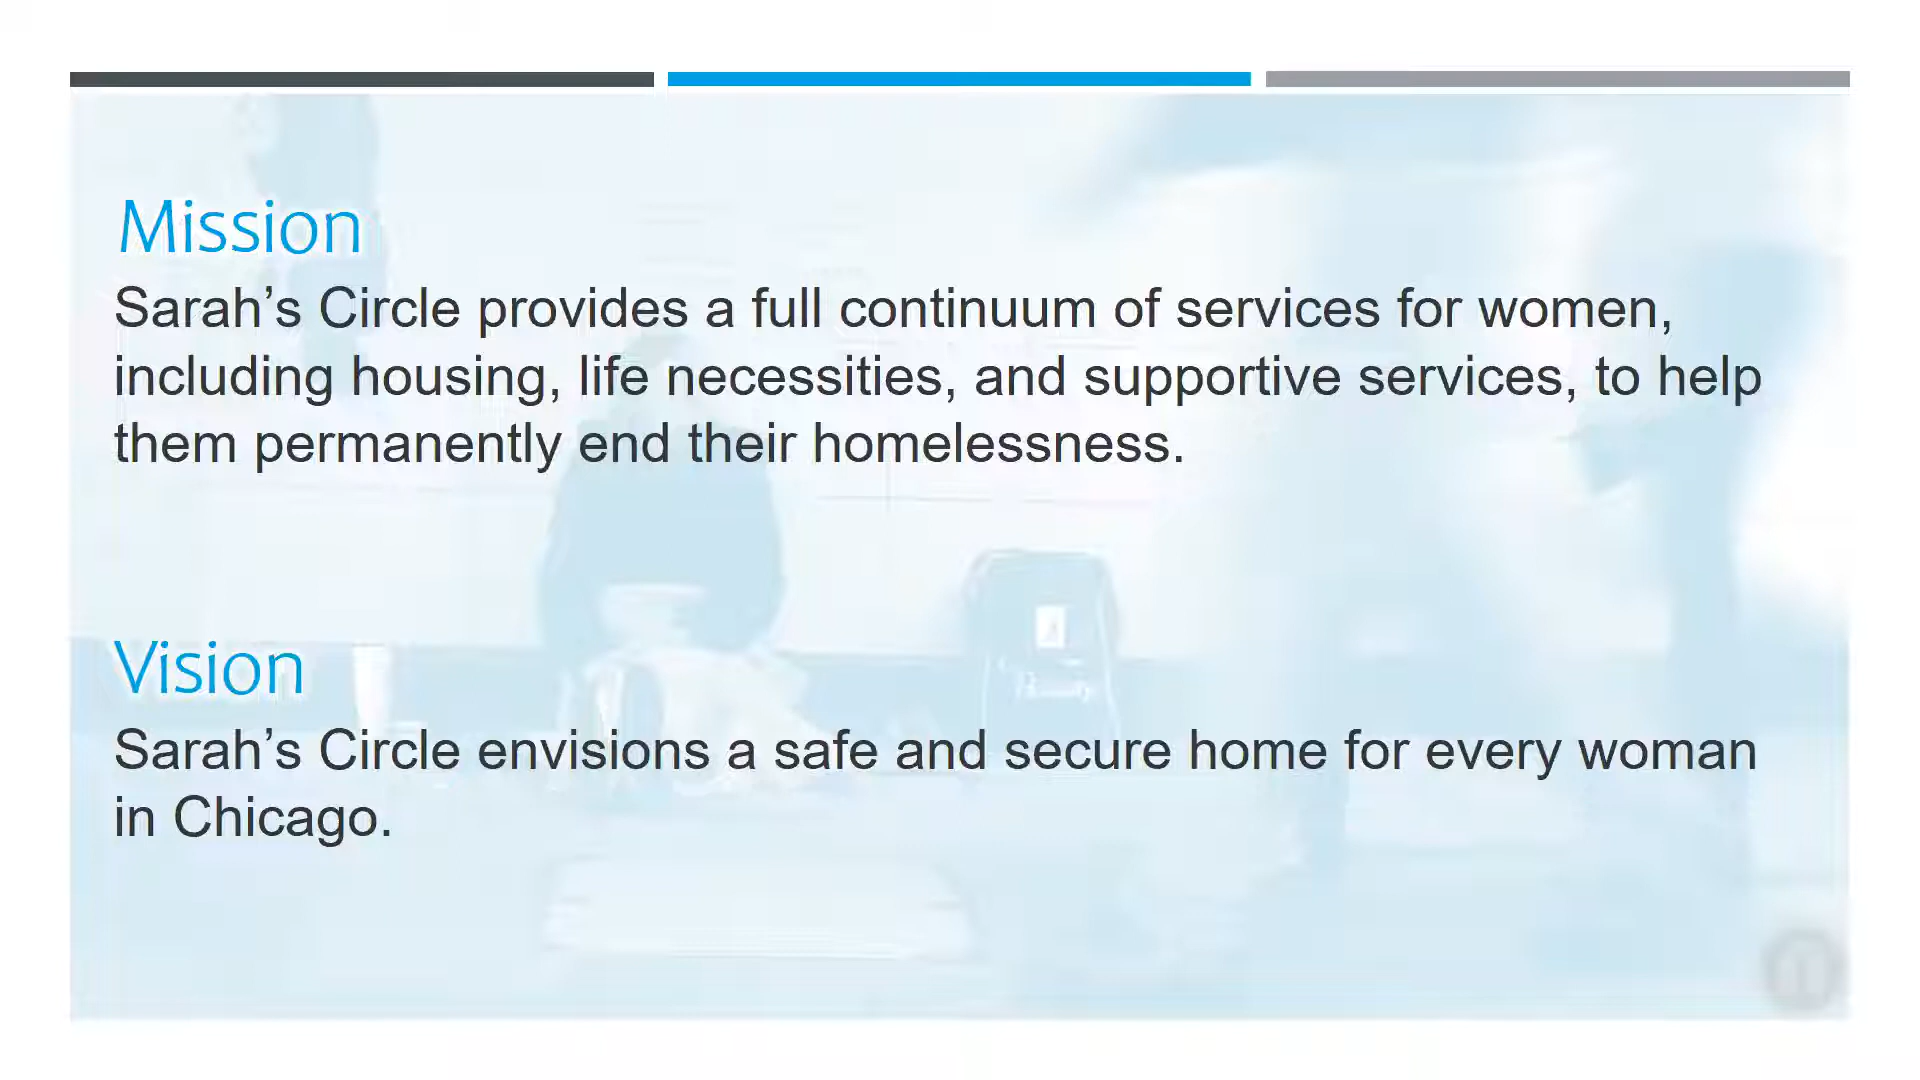 Mission
Sarah’s Circle provides a full continuum of services for women,
including housing, life necessities, and supportive services, to help
them permanently end their homelessness.
Vision
Sarah’s Circle envisions a safe and secure home for every woman
in Chicago.